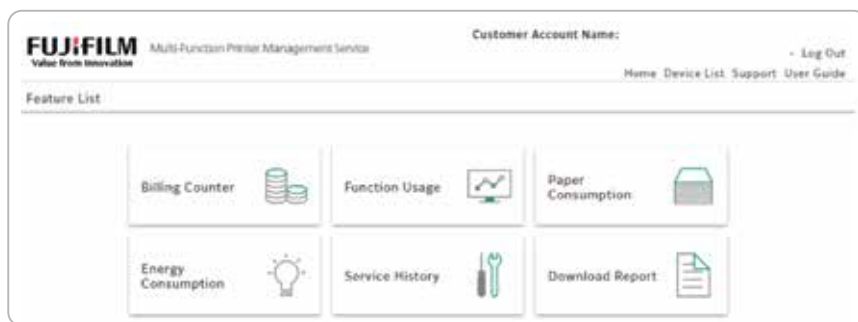 FUJIFILM Multi-Function Printer Management Service
Value from Innovation
Customer Account Name:
- Log Out
Home Device List Support User Guide
Feature List
Billing Counter
Function Usage
Paper
Consumption
Energy
Consumption
Service History
Download Report